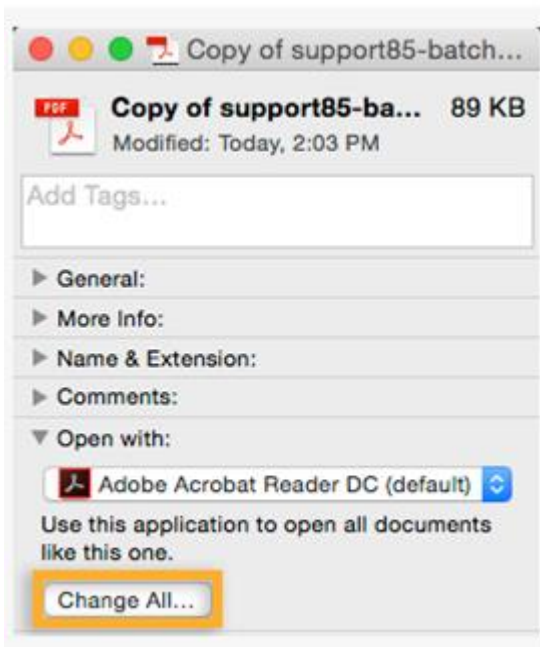 Copy of support85-batch...
PDF
Copy of support85-ba... 89 KB
Modified: Today, 2:03 PM
Add Tags...
General:
More Info:
Name & Extension:
Comments:
Open with:
Adobe Acrobat Reader DC (default)
Use this application to open all documents
like this one.
Change All...